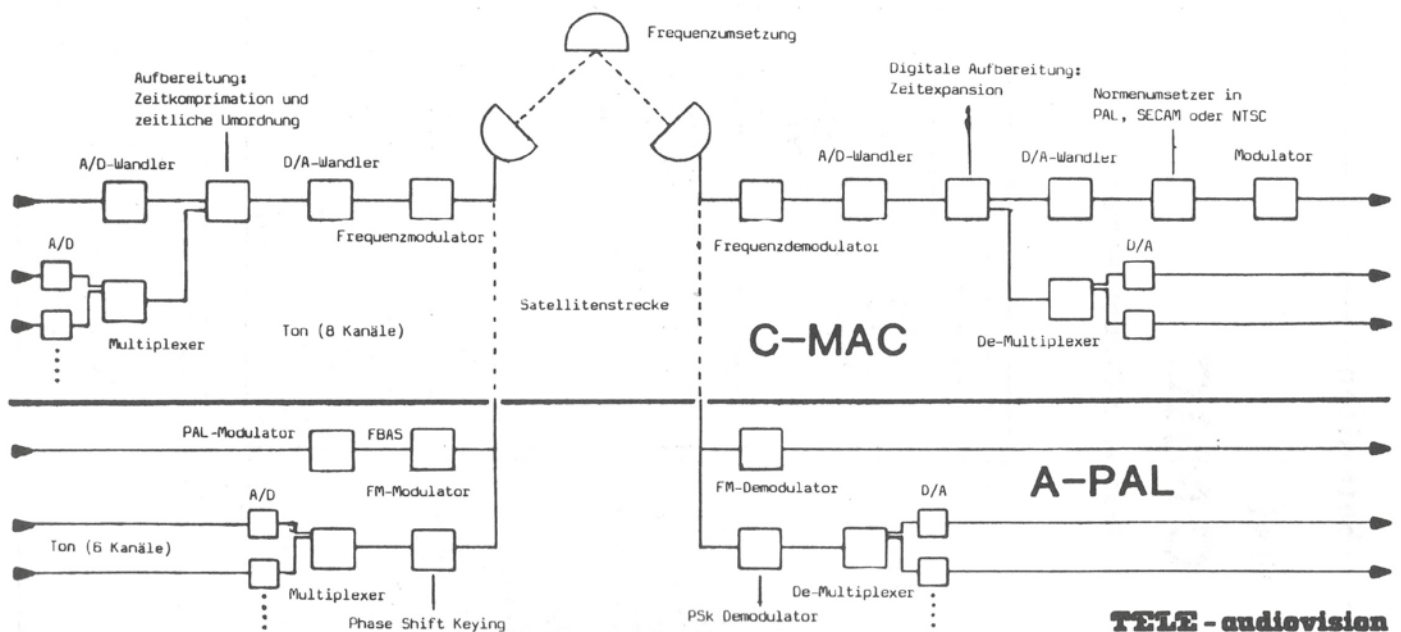 Frequenzumsetzung
Aufbereitung:
Zeitkomprimation und
zeitliche Umordnung
Digitale Aufbereitung:
Zeitexpansion
Normenumsetzer in
PAL, SECAM oder NTSC
A/D-Wandler
D/A-Wandler
A/D-Wandler
D/A-Wandler
Modulator
Frequenzmodulator
Frequenzdemodulator
A/D
D/A
Satellitenstrecke
Ton (8 Kanäle)
Multiplexer
C-MAC
De-Multiplexer
PAL-Modulator
FBAS
FM-Modulator
FM-Demodulator
A-PAL
A/D
D/A
Ton (6 Kanäle)
Multiplexer
De-Multiplexer
Phase Shift Keying
PSk Demodulator
TELE-audiovision